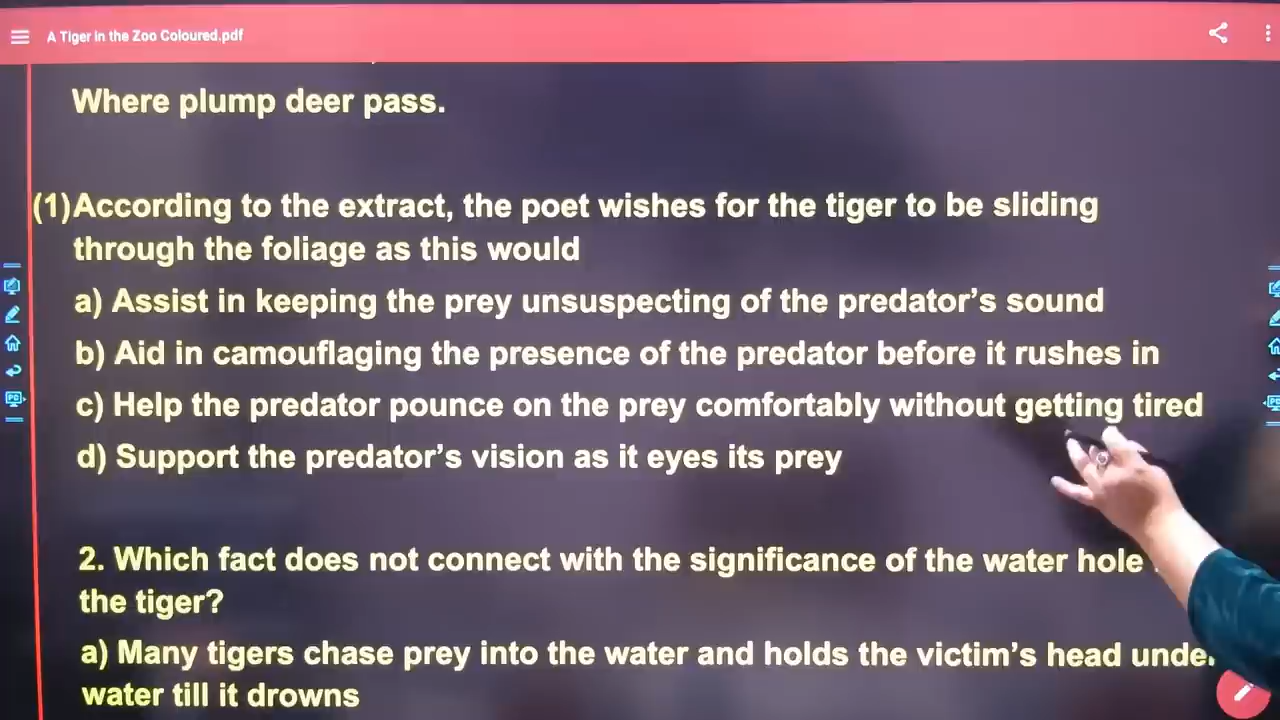 A Tiger in the Zoo Coloured.pdf
Where plump deer pass.
(1)According to the extract, the poet wishes for the tiger to be sliding
through the foliage as this would
a) Assist in keeping the prey unsuspecting of the predator's sound
b) Aid in camouflaging the presence of the predator before it rushes in
c) Help the predator pounce on the prey comfortably without getting tired
d) Support the predator's vision as it eyes its prey
2. Which fact does not connect with the significance of the water hole
the tiger?
a) Many tigers chase prey into the water and holds the victim's head under
water till it drowns